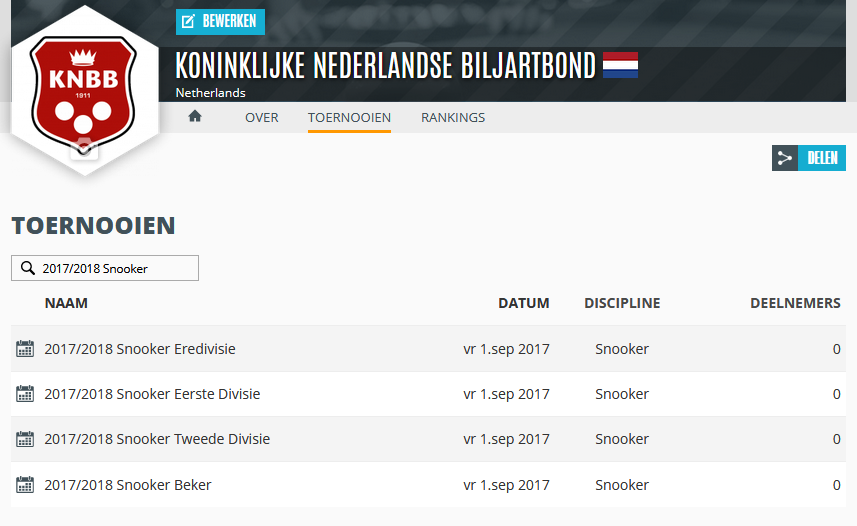 BEWERKEN
KONINKLIJKE NEDERLANDSE BILJARTBOND
Netherlands
KNBB
1911
OVER TOERNOOIEN RANKINGS
DELEN
TOERNOOIEN
2017/2018 Snooker
NAAM DATUM DISCIPLINE DEELNEMERS
2017/2018 Snooker Eredivisie vr 1.sep 2017 Snooker 0
2017/2018 Snooker Eerste Divisie vr 1.sep 2017 Snooker 0
2017/2018 Snooker Tweede Divisie vr 1.sep 2017 Snooker 0
2017/2018 Snooker Beker vr 1.sep 2017 Snooker 0